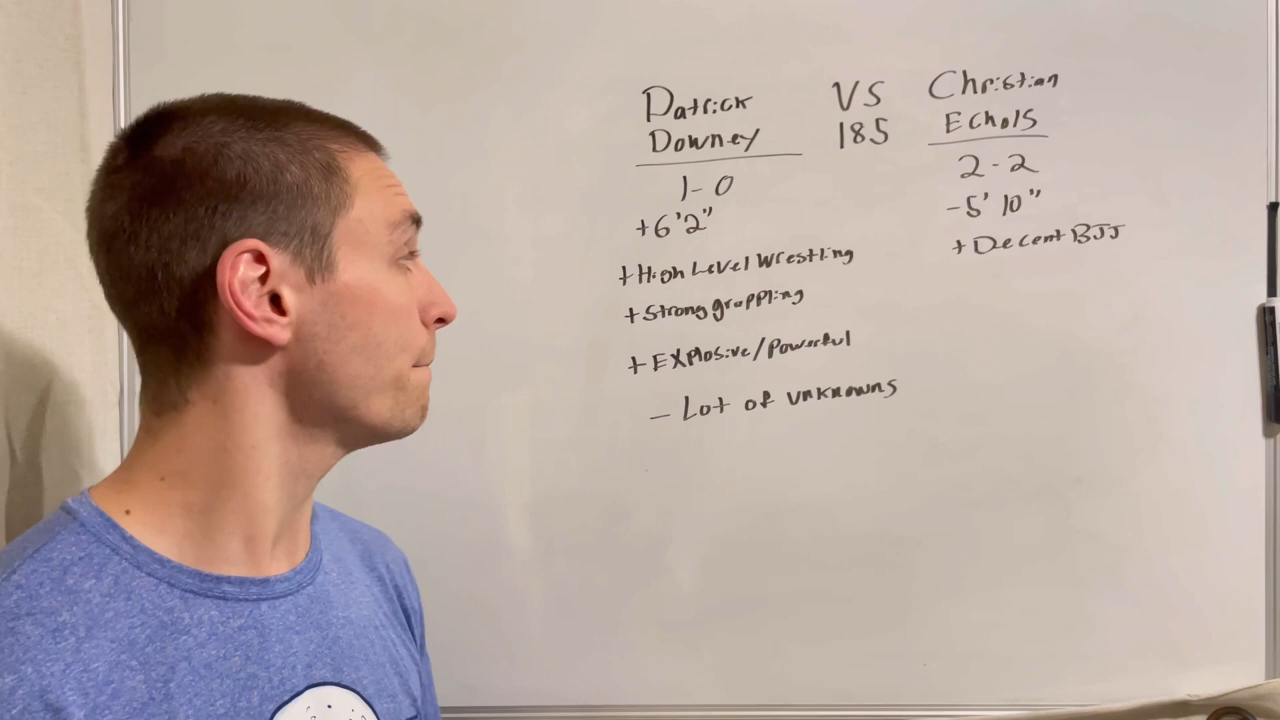 Patrick
Downey
1-0
+6'2"
+High Level Wrestling
+Strong grappling
+Explosive/Powerful
- Lot of unknowns
VS
185
Christian
Echols
2-2
-5'10"
+Decent BJJ